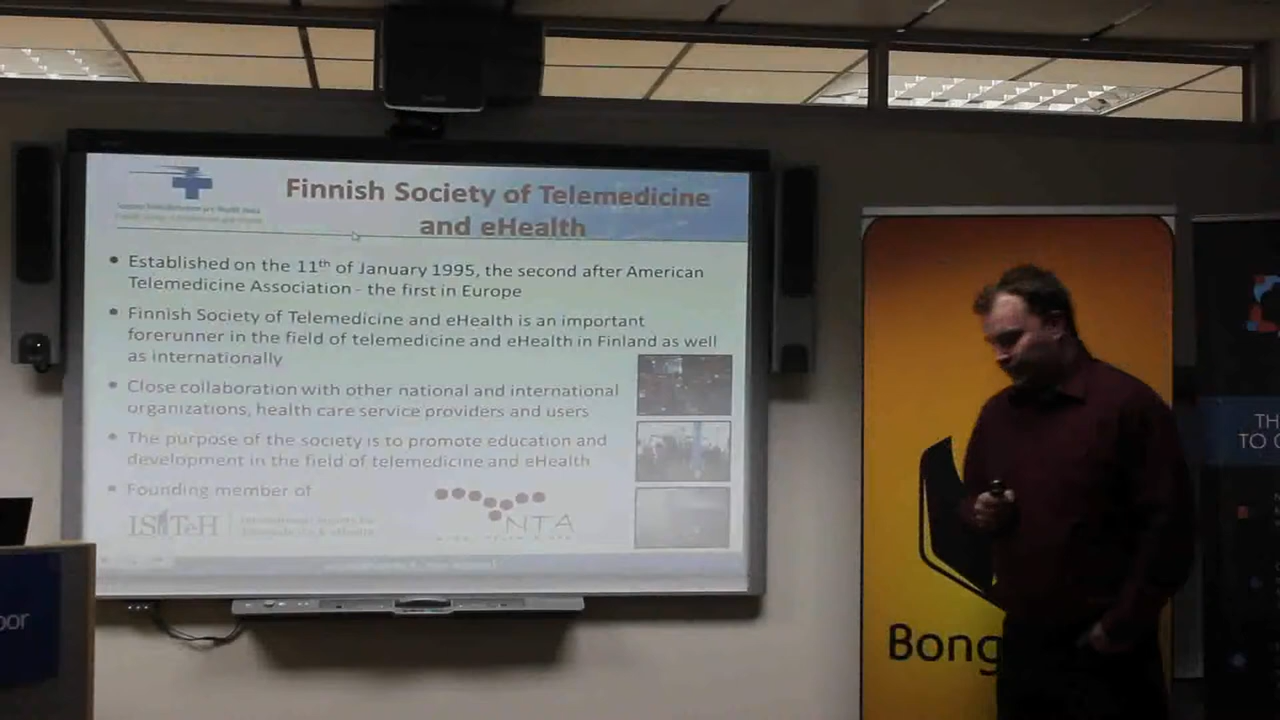 Finnish Society of Telemedicine
and eHealth
• Established on the 11th of January 1995, the second after American
Telemedicine Association - the first in Europe
• Finnish Society of Telemedicine and eHealth is an important
forerunner in the field of telemedicine and eHealth in Finland as well
as internationally
• Close collaboration with other national and international
organizations, health care service providers and users
• The purpose of the society is to promote education and
development in the field of telemedicine and eHealth
• Founding member of
ISfTeH
NTA
Bong
TH
TO
oor